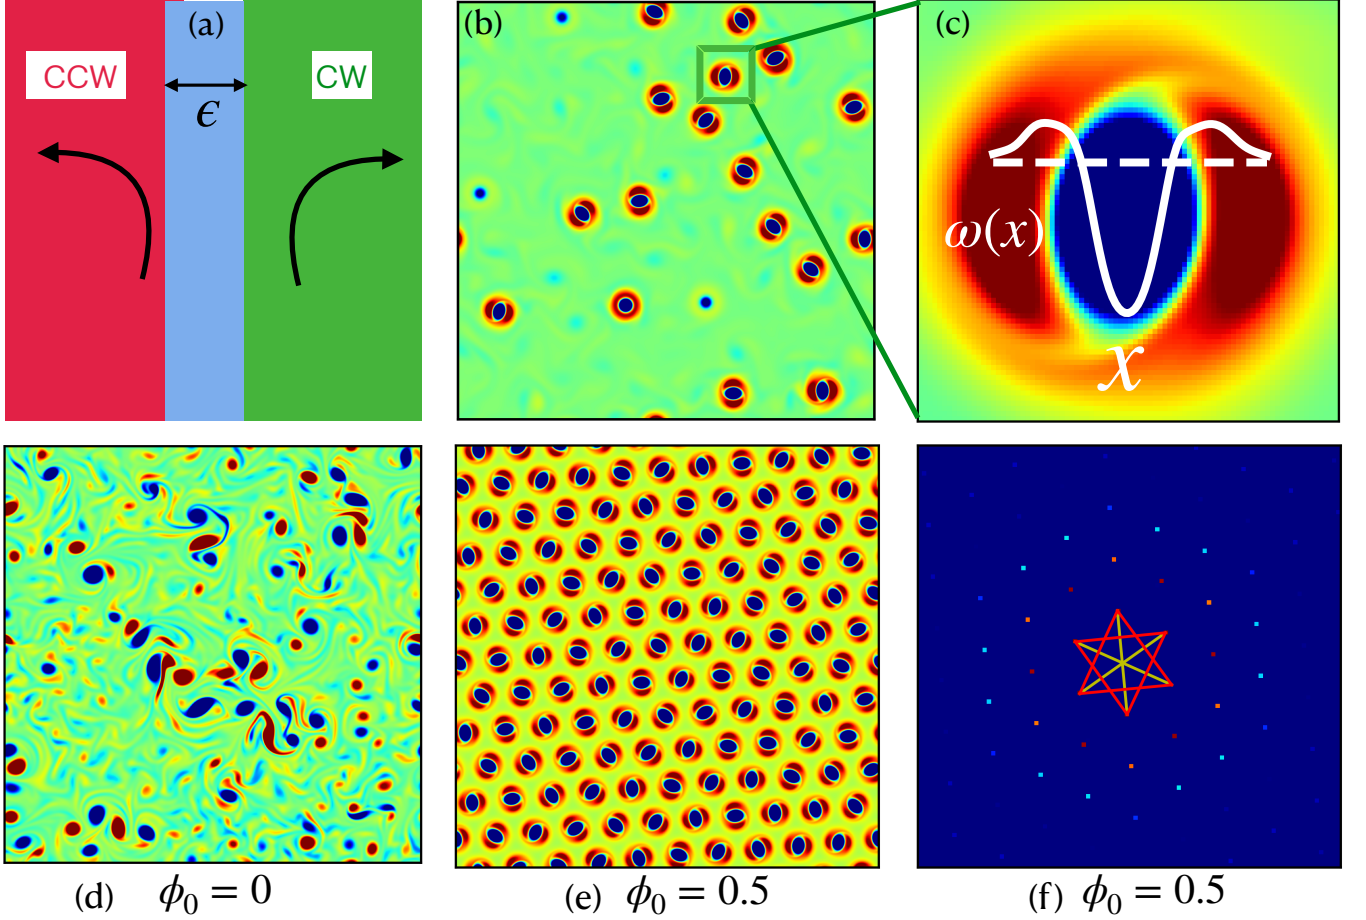 (a)
CCW
CW
ϵ
(b)
(c)
ω(x)
x
(d) ϕ₀ = 0
(e) ϕ₀ = 0.5
(f) ϕ₀ = 0.5